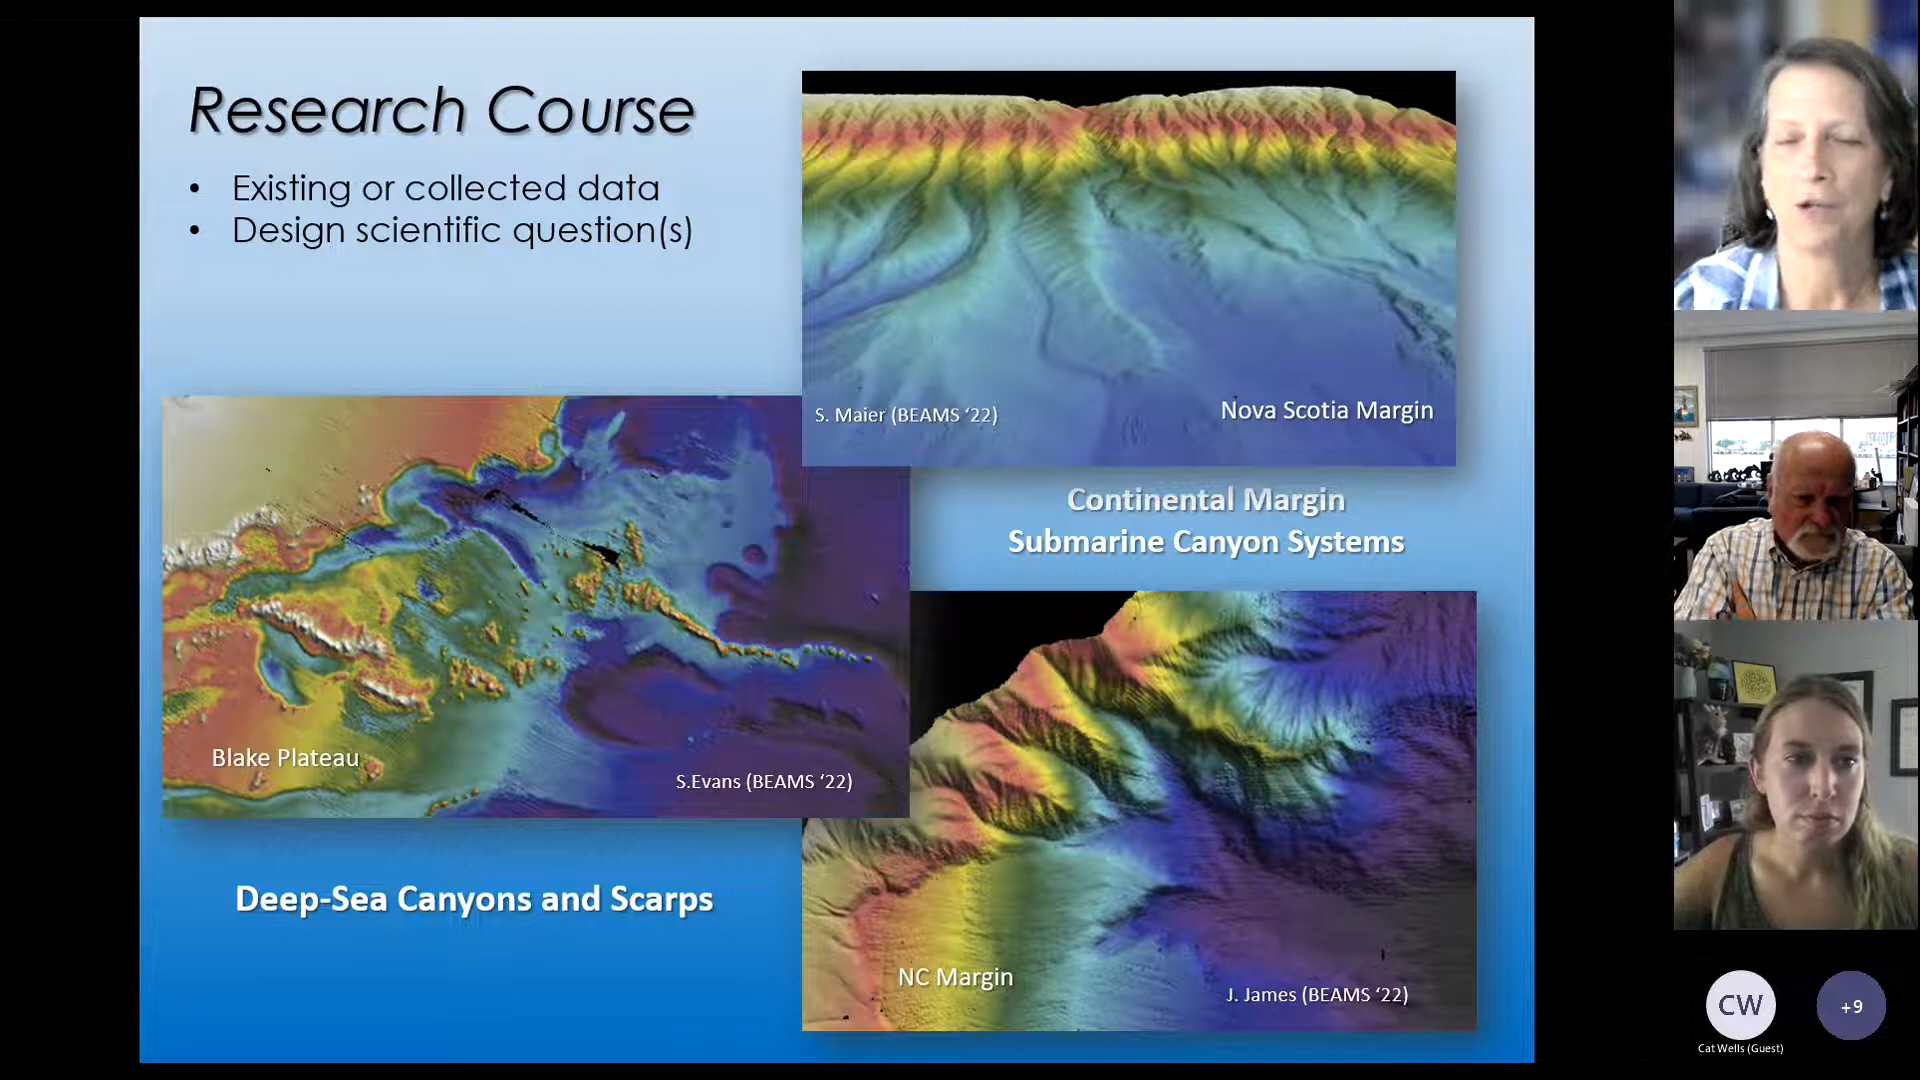 Research Course
• Existing or collected data
• Design scientific question(s)
S. Maier (BEAMS ‘22)
Nova Scotia Margin
Continental Margin
Submarine Canyon Systems
Blake Plateau
S.Evans (BEAMS ‘22)
Deep-Sea Canyons and Scarps
NC Margin
J. James (BEAMS ‘22)
CW
+9
Cat Wells (Guest)